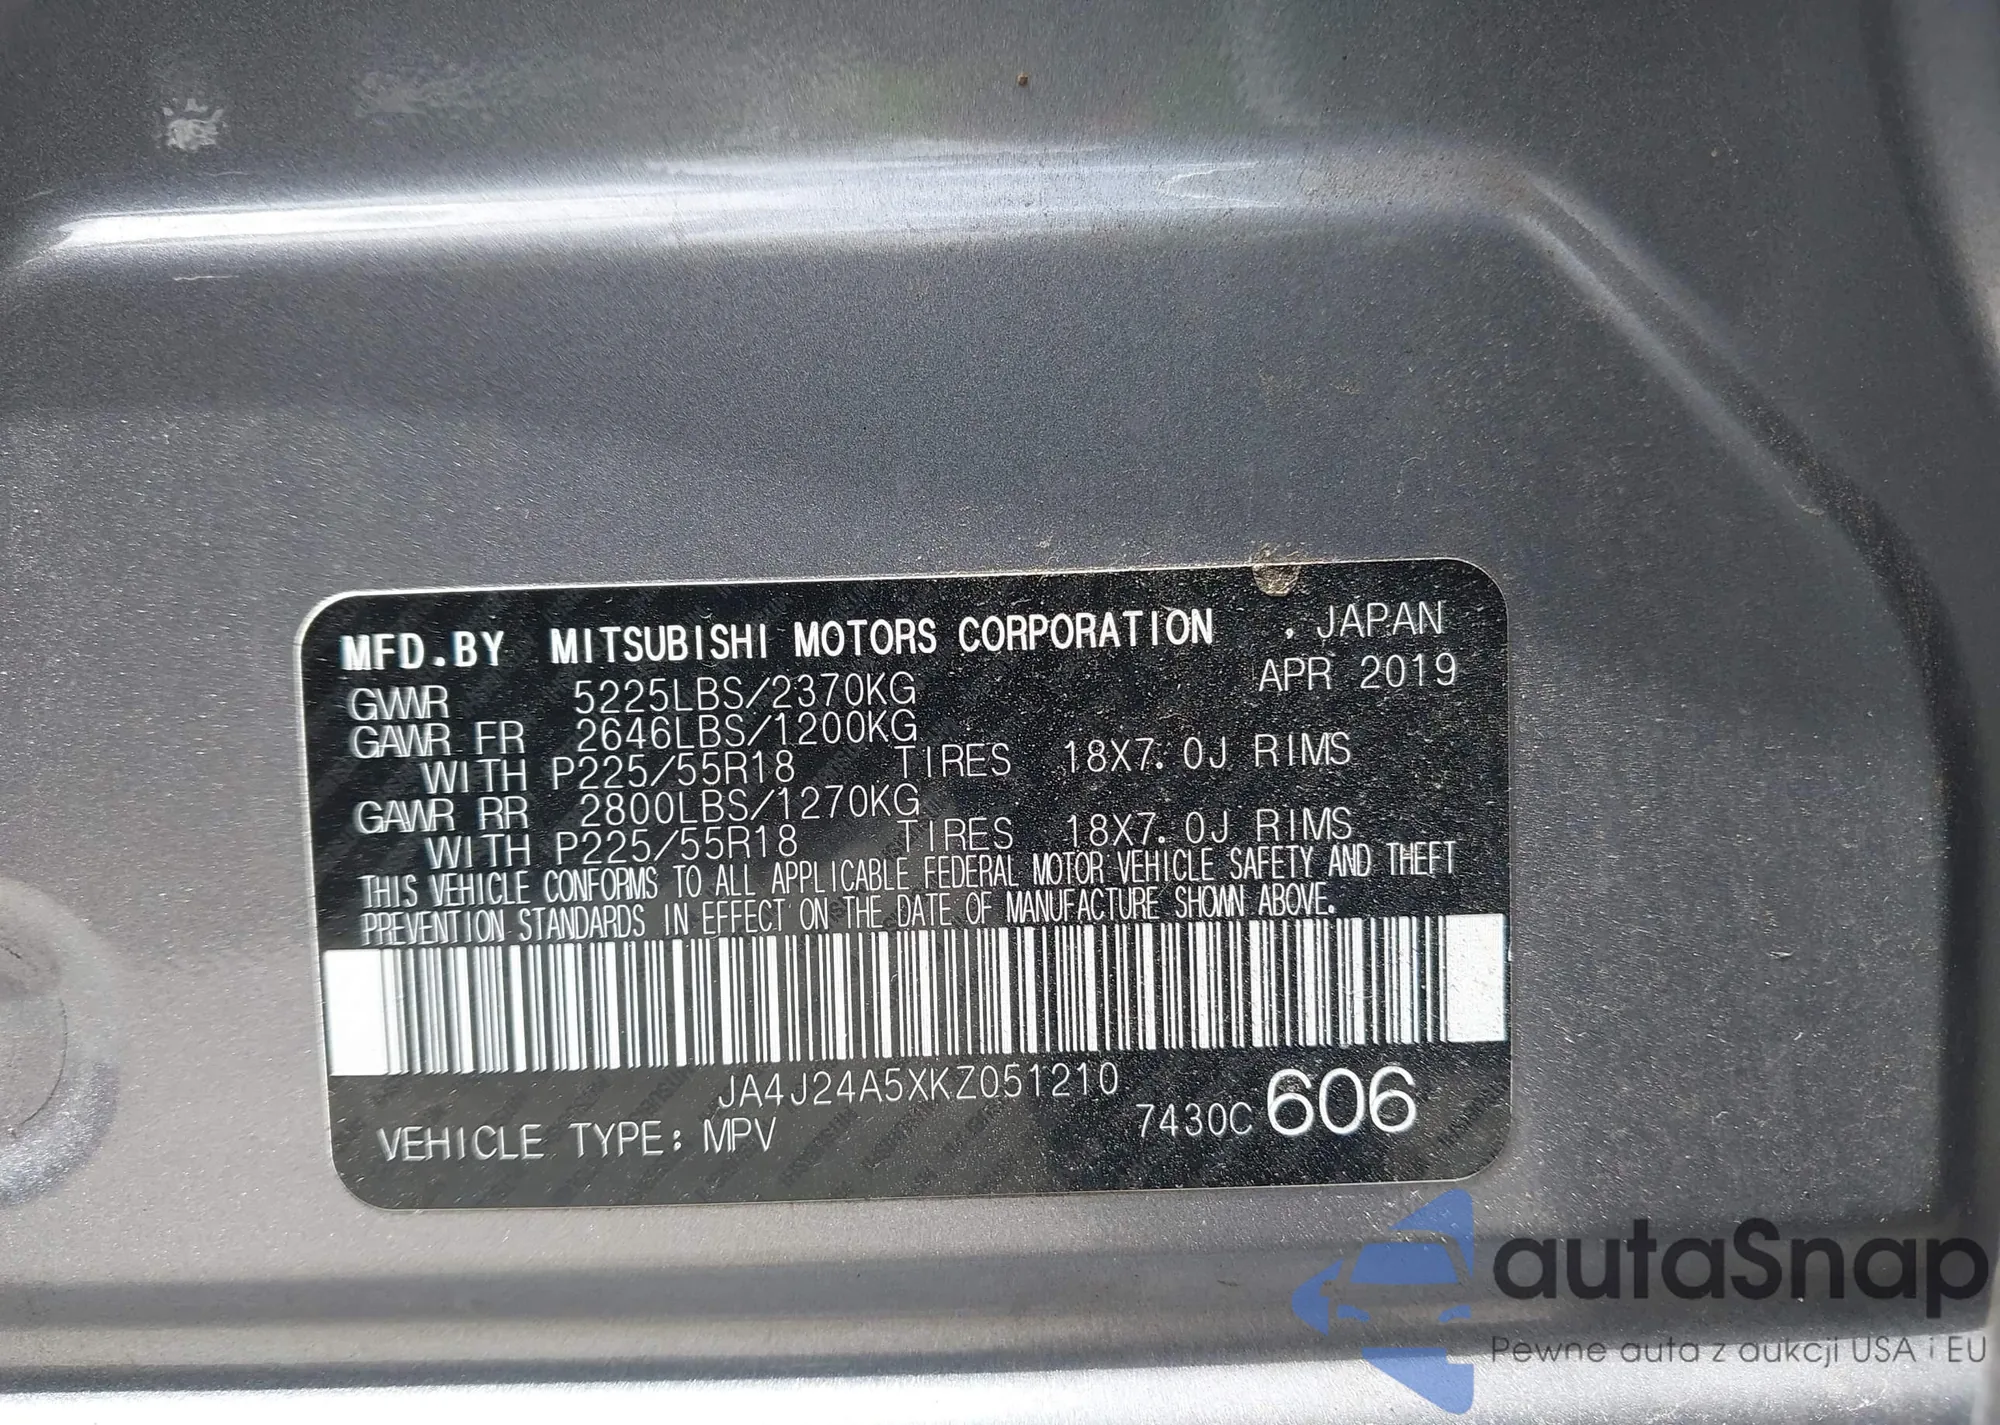 MFD.BY MITSUBISHI MOTORS CORPORATION , JAPAN
GVWR 5225LBS/2370KG APR 2019
GAWR FR 2646LBS/1200KG
WITH P225/55R18 TIRES 18X7.0J RIMS
GAWR RR 2800LBS/1270KG
WITH P225/55R18 TIRES 18X7.0J RIMS
THIS VEHICLE CONFORMS TO ALL APPLICABLE FEDERAL MOTOR VEHICLE SAFETY AND THEFT
PREVENTION STANDARDS IN EFFECT ON THE DATE OF MANUFACTURE SHOWN ABOVE.
JA4J24A5XKZ051210
VEHICLE TYPE: MPV 7430C 606
autaSnap
Pewne auta z aukcji USA i EU